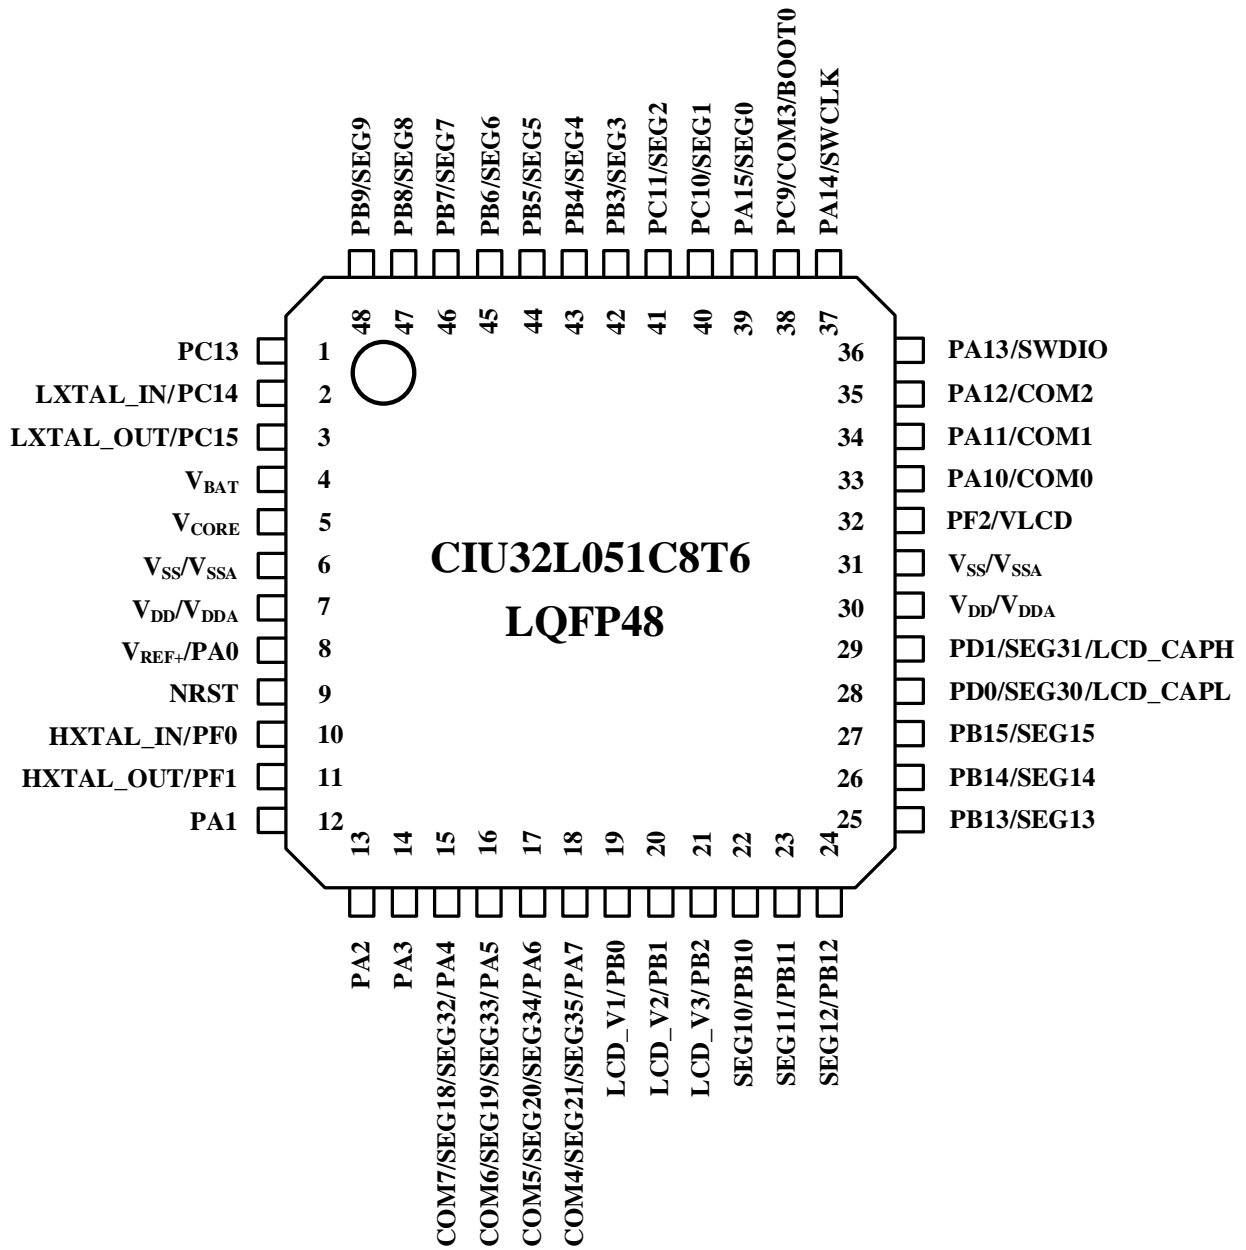 PB9/SEG9
PB8/SEG8
PB7/SEG7
PB6/SEG6
PB5/SEG5
PB4/SEG4
PB3/SEG3
PC11/SEG2
PC10/SEG1
PA15/SEG0
PC9/COM3/BOOT0
PA14/SWCLK
48
47
46
45
44
43
42
41
40
39
38
37
PC13 1
LXTAL_IN/PC14 2
LXTAL_OUT/PC15 3
VBAT 4
VCORE 5
VSS/VSSA 6
VDD/VDDA 7
VREF+/PA0 8
NRST 9
HXTAL_IN/PF0 10
HXTAL_OUT/PF1 11
PA1 12
CIU32L051C8T6
LQFP48
36 PA13/SWDIO
35 PA12/COM2
34 PA11/COM1
33 PA10/COM0
32 PF2/VLCD
31 VSS/VSSA
30 VDD/VDDA
29 PD1/SEG31/LCD_CAPH
28 PD0/SEG30/LCD_CAPL
27 PB15/SEG15
26 PB14/SEG14
25 PB13/SEG13
13
14
15
16
17
18
19
20
21
22
23
24
PA2
PA3
COM7/SEG18/SEG32/PA4
COM6/SEG19/SEG33/PA5
COM5/SEG20/SEG34/PA6
COM4/SEG21/SEG35/PA7
LCD_V1/PB0
LCD_V2/PB1
LCD_V3/PB2
SEG10/PB10
SEG11/PB11
SEG12/PB12